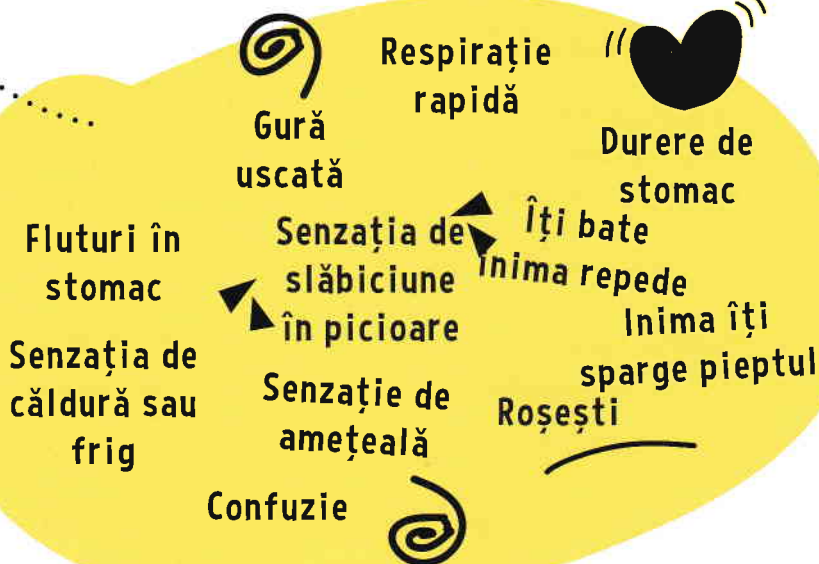 Respirație
rapidă
Gură
uscată
Durere de
stomac
Fluturi în
stomac
Senzația de
slăbiciune
în picioare
Îți bate
inima repede
Inima îți
sparge pieptul
Senzația de
căldură sau
frig
Senzație de
amețeală
Roșești
Confuzie